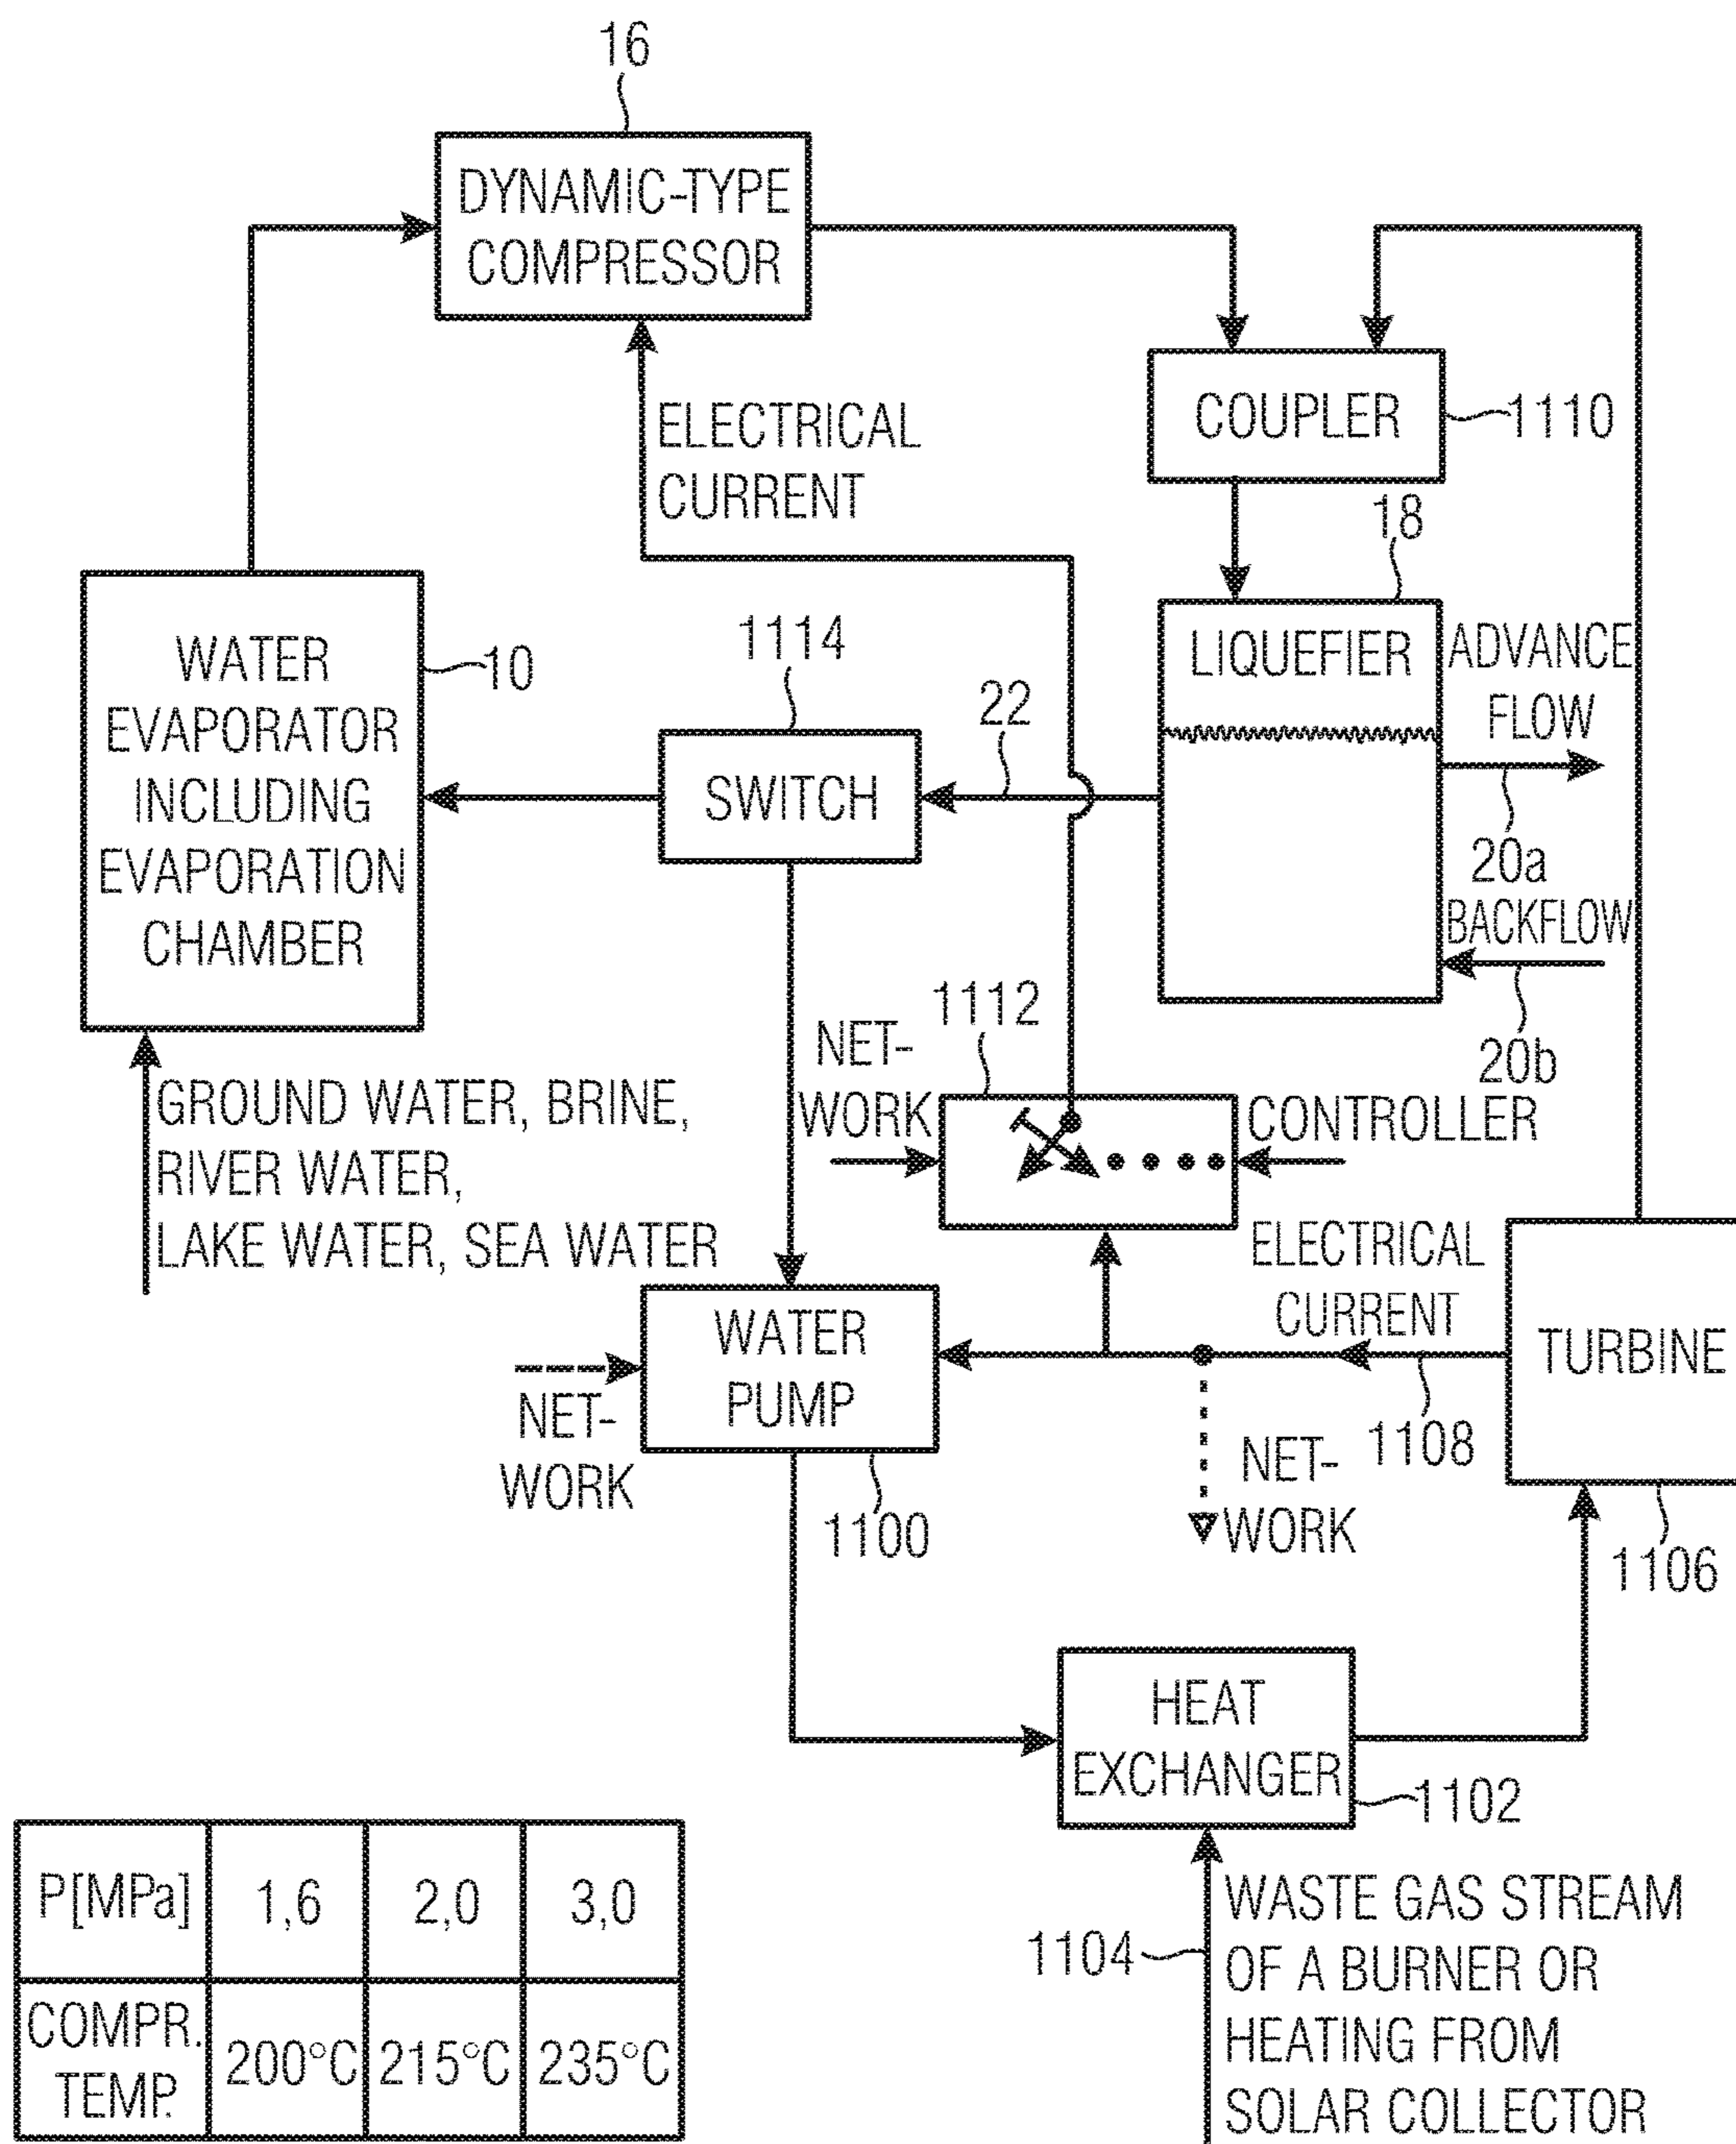 16
DYNAMIC-TYPE
COMPRESSOR
ELECTRICAL
CURRENT
COUPLER
1110
18
LIQUEFIER
ADVANCE
FLOW
20a
BACKFLOW
20b
WATER
EVAPORATOR
INCLUDING
EVAPORATION
CHAMBER
10
1114
SWITCH
22
GROUND WATER, BRINE,
RIVER WATER,
LAKE WATER, SEA WATER
1112
NET-
WORK
CONTROLLER
ELECTRICAL
CURRENT
1108
TURBINE
1106
WATER
PUMP
1100
NET-
WORK
NET-
WORK
HEAT
EXCHANGER
1102
1104
WASTE GAS STREAM
OF A BURNER OR
HEATING FROM
SOLAR COLLECTOR
P[MPa] 1,6 2,0 3,0
COMPR.
TEMP. 200°C 215°C 235°C